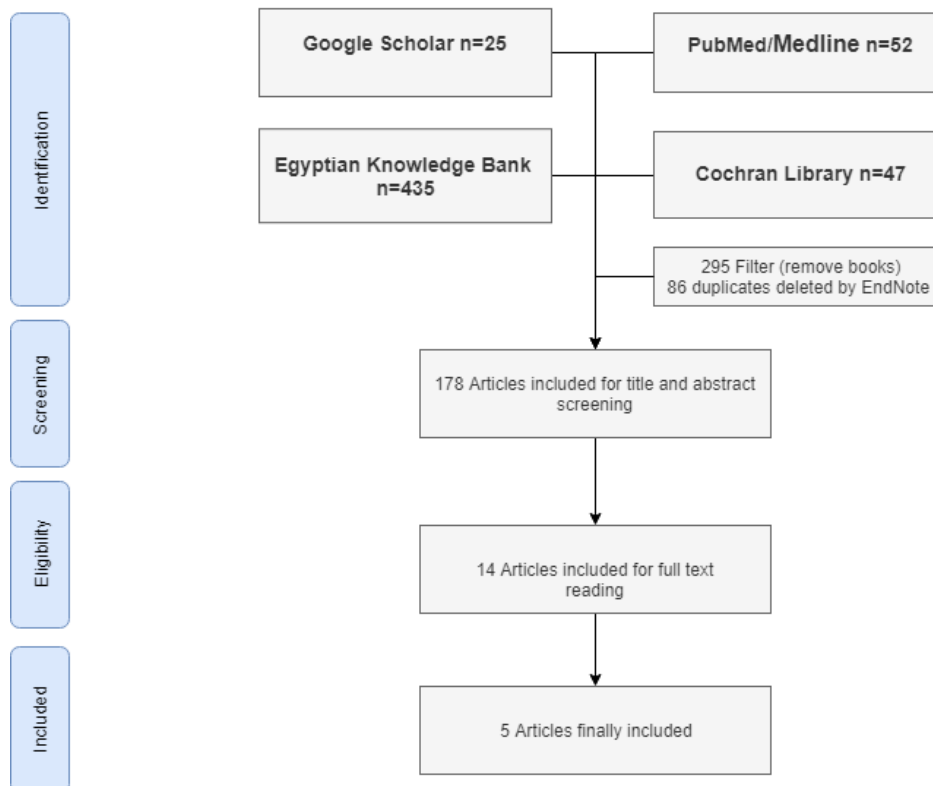 Identification
Google Scholar n=25
PubMed/Medline n=52
Egyptian Knowledge Bank
n=435
Cochran Library n=47
295 Filter (remove books)
86 duplicates deleted by EndNote
Screening
178 Articles included for title and abstract
screening
Eligibility
14 Articles included for full text
reading
Included
5 Articles finally included